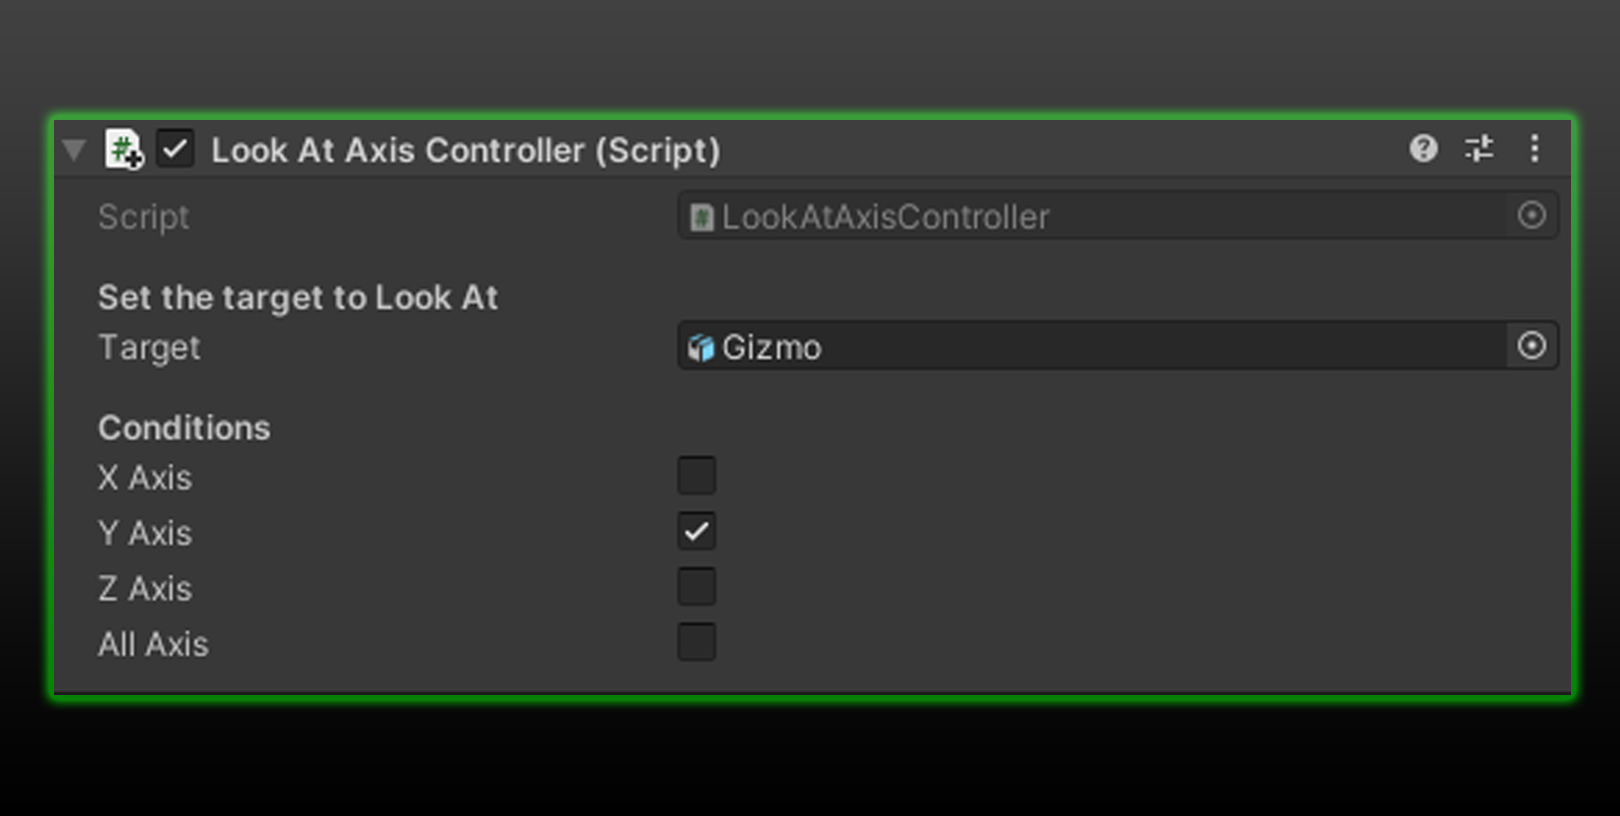 Look At Axis Controller (Script)
Script
LookAtAxisController
Set the target to Look At
Target
Gizmo
Conditions
X Axis
Y Axis
Z Axis
All Axis